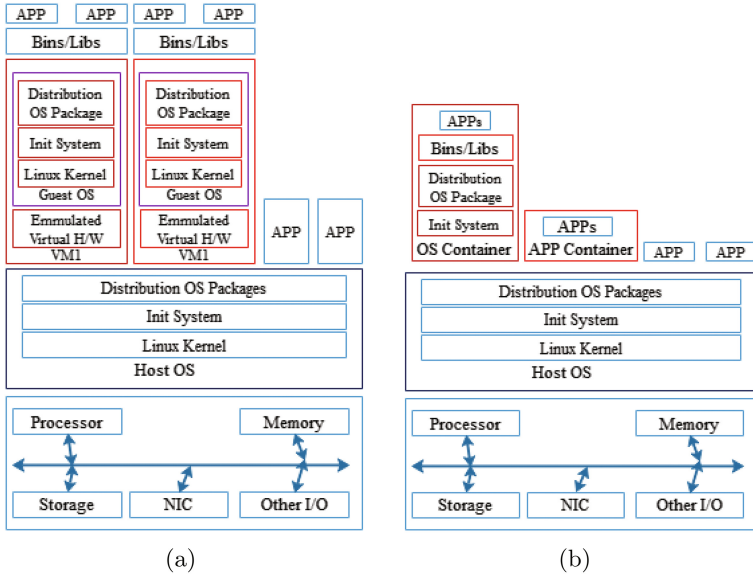 APP APP APP APP
Bins/Libs Bins/Libs
Distribution OS Package
Distribution OS Package
Init System Init System
Linux Kernel Linux Kernel
Guest OS Guest OS
Emmulated Virtual H/W
Emmulated Virtual H/W
VM1 VM1
APP APP
Distribution OS Packages
Init System
Linux Kernel
Host OS
Processor Memory
Storage NIC Other I/O
(a)
APPs
Bins/Libs
Distribution
OS Package
Init System
OS Container
APPs
APP Container
APP APP
Distribution OS Packages
Init System
Linux Kernel
Host OS
Processor Memory
Storage NIC Other I/O
(b)